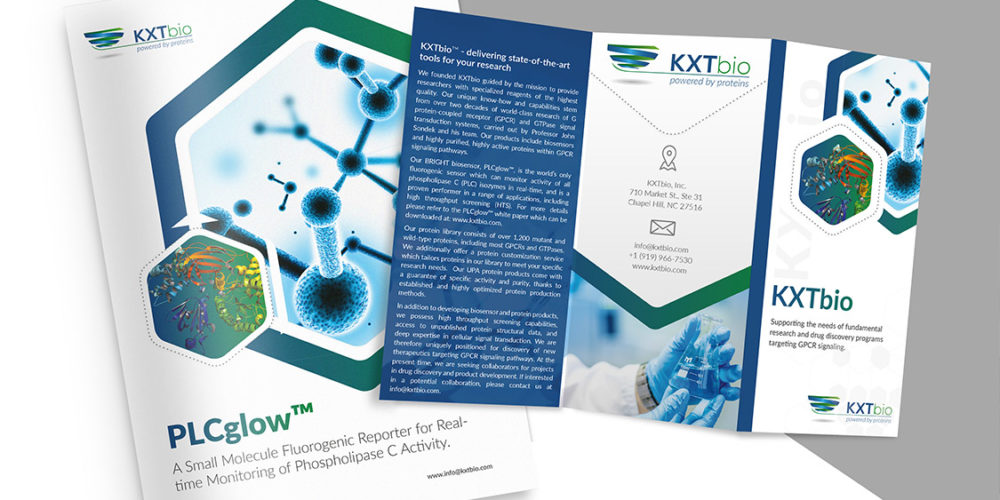 KXTbio
powered by proteins
PLCglow™
A Small Molecule Fluorogenic Reporter for Real-
time Monitoring of Phospholipase C Activity.
www.info@kxtbio.com
KXTbio™ - delivering state-of-the-art
tools for your research
We founded KXTbio guided by the mission to provide
researchers with specialized reagents of the highest
quality. Our unique know-how and capabilities stem
from over two decades of world-class research of G
protein-coupled receptor (GPCR) and GTPase signal
transduction systems, carried out by Professor John
Sondek and his team. Our products include biosensors
and highly purified, highly active proteins within GPCR
signaling pathways.
Our BRIGHT biosensor, PLCglow™, is the world's only
fluorogenic sensor which can monitor activity of all
phospholipase C (PLC) isozymes in real-time, and is a
proven performer in a range of applications, including
high throughput screening (HTS). For more details
please refer to the PLCglow™ white paper which can be
downloaded at: www.kxtbio.com.
Our protein library consists of over 1,200 mutant and
wild-type proteins, including most GPCRs and GTPases.
We additionally offer a protein customization service
which tailors proteins in our library to meet your specific
research needs. Our UPA protein products come with
a guarantee of specific activity and purity, thanks to
established and highly optimized protein production
methods.
In addition to developing biosensor and protein products,
we possess high throughput screening capabilities,
access to unpublished protein structural data, and
deep expertise in cellular signal transduction. We are
therefore uniquely positioned for discovery of new
therapeutics targeting GPCR signaling pathways. At the
present time, we are seeking collaborators for projects
in drug discovery and product development. If interested
in a potential collaboration, please contact us at
info@kxtbio.com.
KXTbio
powered by proteins
KXTbio, Inc.
710 Market St., Ste 31
Chapel Hill, NC 27516
info@kxtbio.com
+1 (919) 966-7530
www.kxtbio.com
KXTbio
Supporting the needs of fundamental
research and drug discovery programs
targeting GPCR signaling.
KXTbio
powered by proteins